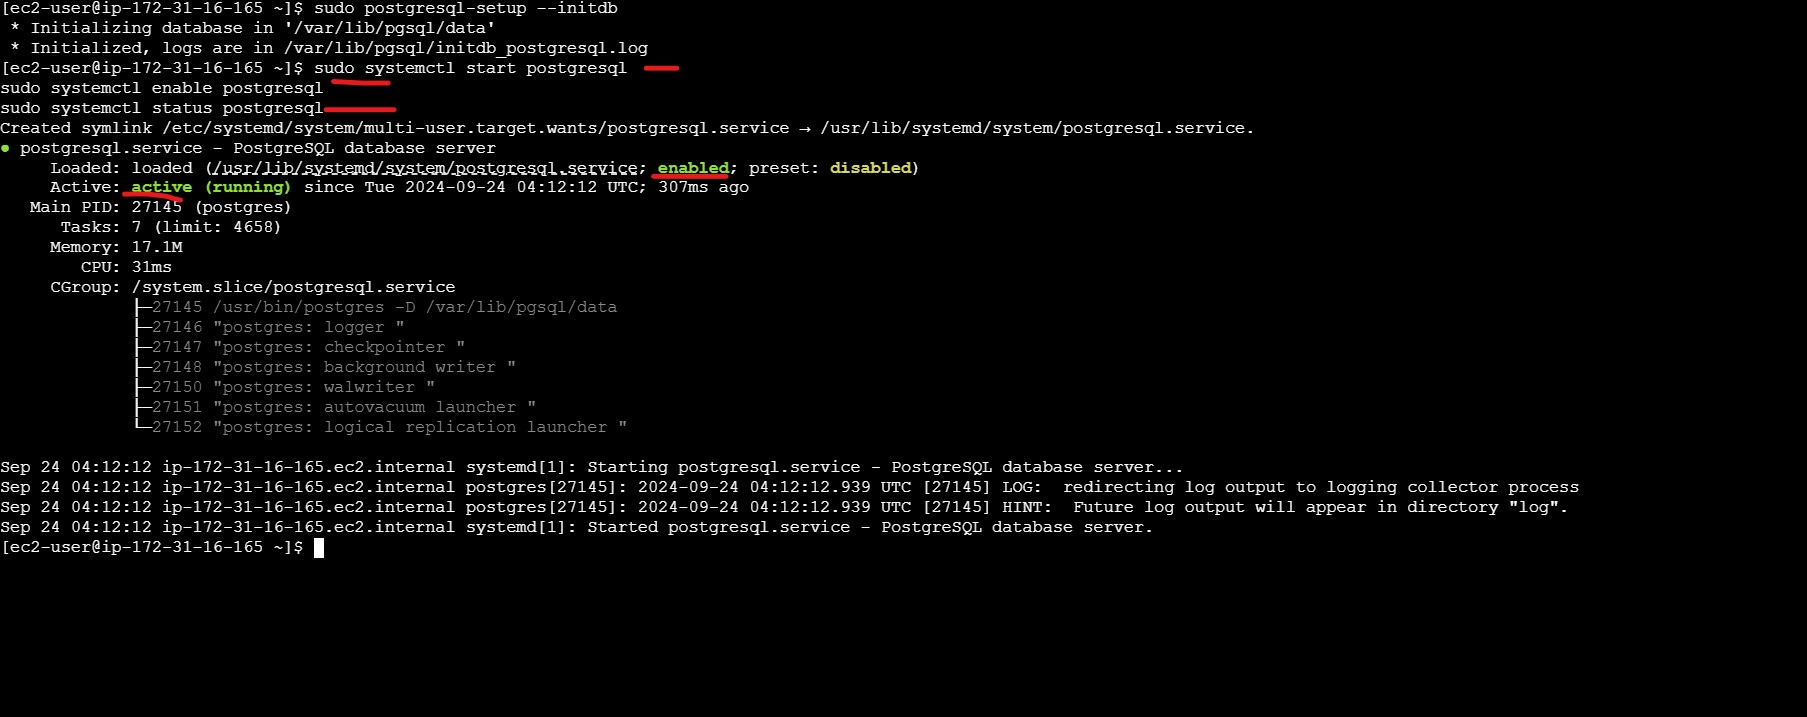 [ec2-user@ip-172-31-16-165 ~]$ sudo postgresql-setup --initdb
 * Initializing database in '/var/lib/pgsql/data'
 * Initialized, logs are in /var/lib/pgsql/initdb_postgresql.log
[ec2-user@ip-172-31-16-165 ~]$ sudo systemctl start postgresql
sudo systemctl enable postgresql
sudo systemctl status postgresql
Created symlink /etc/systemd/system/multi-user.target.wants/postgresql.service → /usr/lib/systemd/system/postgresql.service.
● postgresql.service - PostgreSQL database server
     Loaded: loaded (/usr/lib/systemd/system/postgresql.service; enabled; preset: disabled)
     Active: active (running) since Tue 2024-09-24 04:12:12 UTC; 307ms ago
   Main PID: 27145 (postgres)
      Tasks: 7 (limit: 4658)
     Memory: 17.1M
        CPU: 31ms
     CGroup: /system.slice/postgresql.service
             ├─27145 /usr/bin/postgres -D /var/lib/pgsql/data
             ├─27146 "postgres: logger "
             ├─27147 "postgres: checkpointer "
             ├─27148 "postgres: background writer "
             ├─27150 "postgres: walwriter "
             ├─27151 "postgres: autovacuum launcher "
             └─27152 "postgres: logical replication launcher "
Sep 24 04:12:12 ip-172-31-16-165.ec2.internal systemd[1]: Starting postgresql.service - PostgreSQL database server...
Sep 24 04:12:12 ip-172-31-16-165.ec2.internal postgres[27145]: 2024-09-24 04:12:12.939 UTC [27145] LOG:  redirecting log output to logging collector process
Sep 24 04:12:12 ip-172-31-16-165.ec2.internal postgres[27145]: 2024-09-24 04:12:12.939 UTC [27145] HINT:  Future log output will appear in directory "log".
Sep 24 04:12:12 ip-172-31-16-165.ec2.internal systemd[1]: Started postgresql.service - PostgreSQL database server.
[ec2-user@ip-172-31-16-165 ~]$